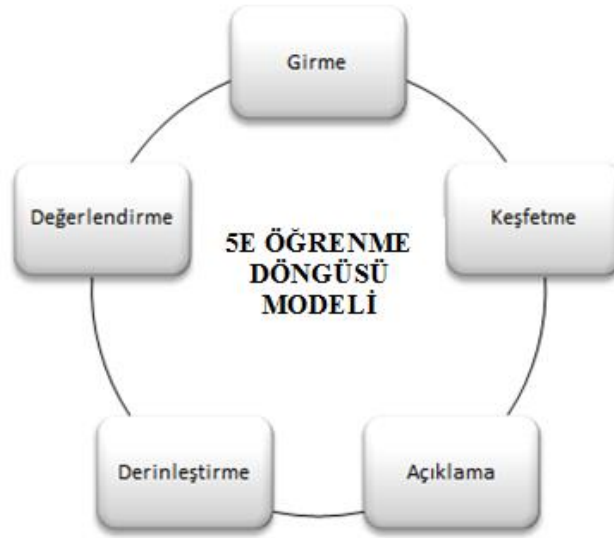 Girme
Değerlendirme
Keşfetme
5E ÖĞRENME
DÖNGÜSÜ
MODELİ
Derinleştirme
Açıklama